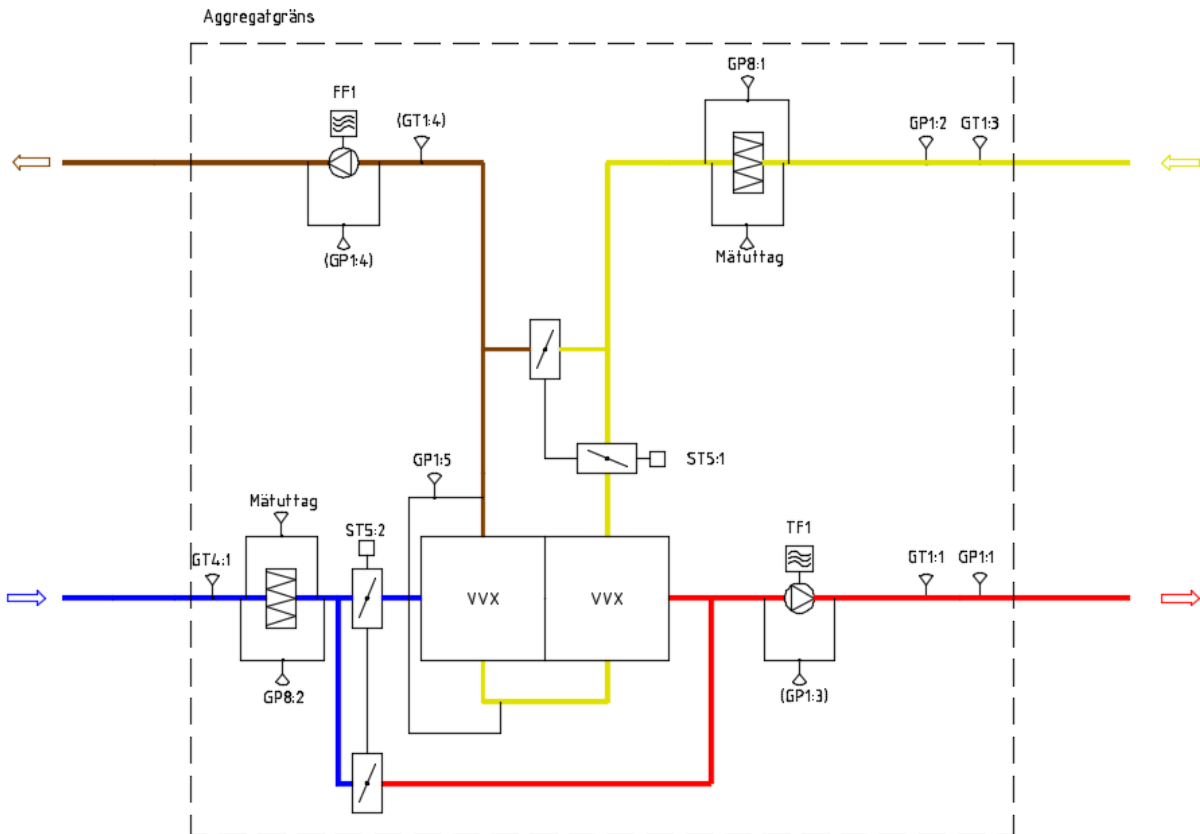 Aggregatgräns
GP8:1
FF1
(GT1:4)
GP1:2
GT1:3
(GP1:4)
Mätuttag
GP1:5
ST5:1
Mätuttag
ST5:2
TF1
GT4:1
GT1:1
GP1:1
VVX
VVX
GP8:2
(GP1:3)